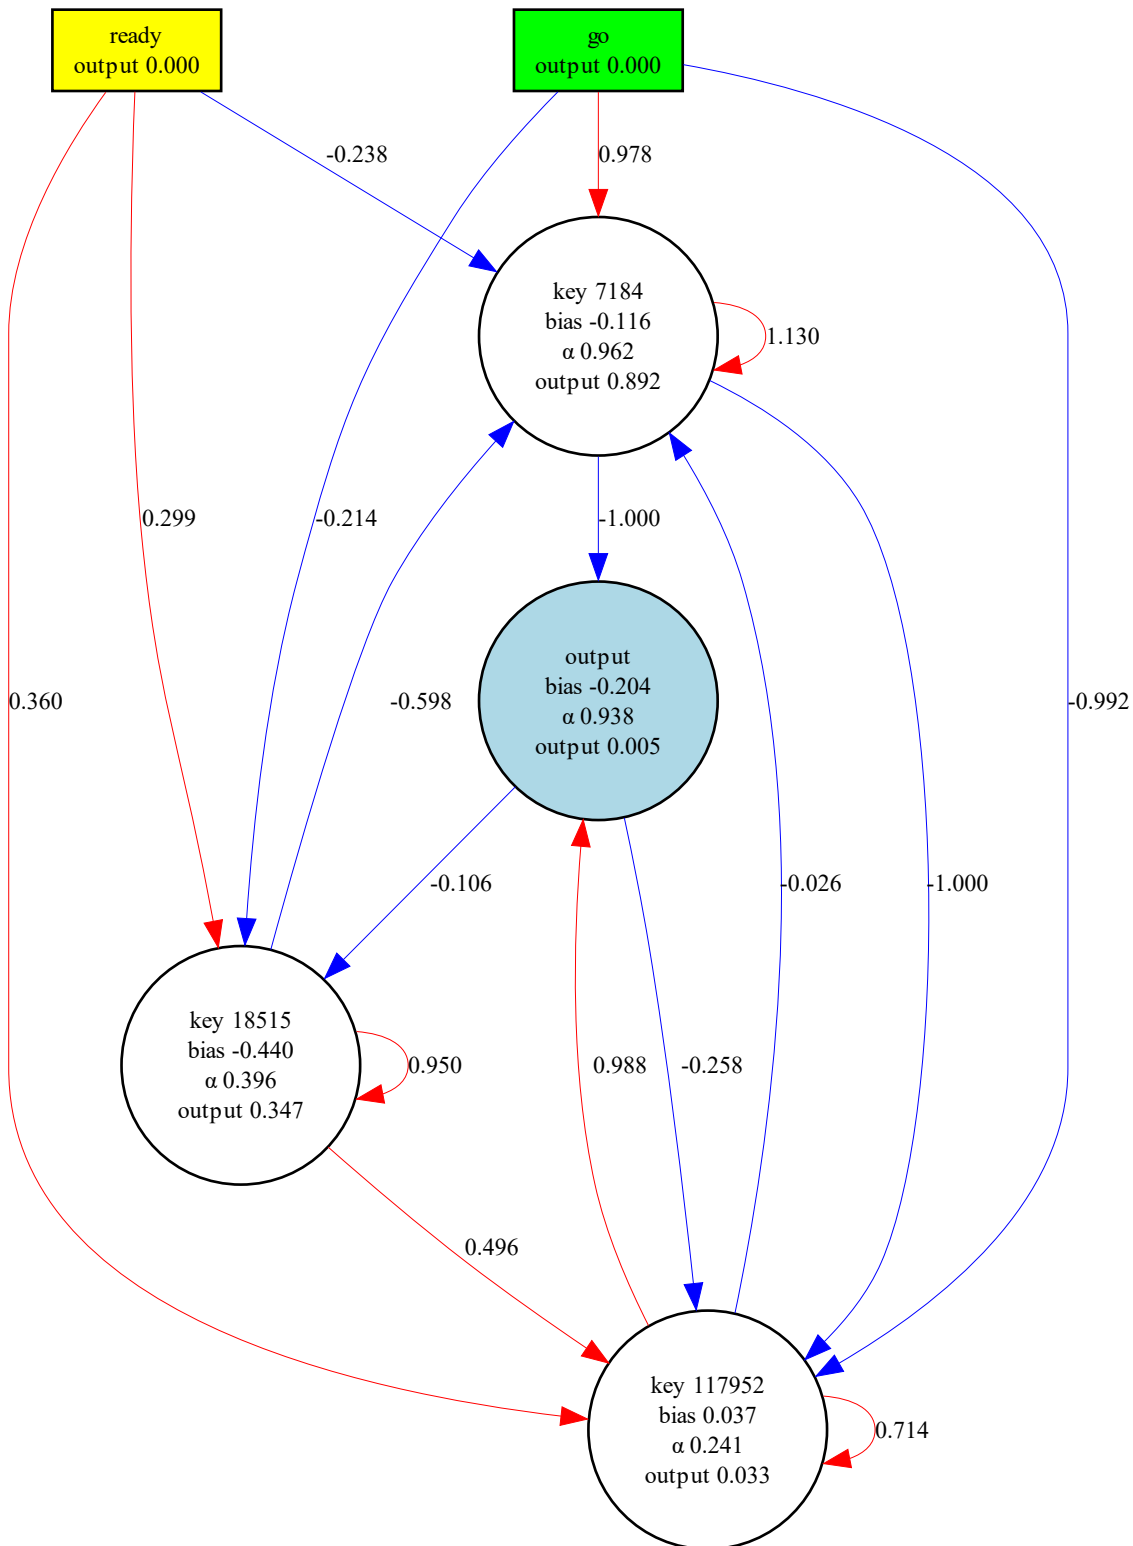 ready
output 0.000
go
output 0.000
-0.238
0.978
key 7184
bias -0.116
α 0.962
output 0.892
1.130
0.299
-0.214
-1.000
output
bias -0.204
α 0.938
output 0.005
0.360
-0.598
-0.992
-0.106
-0.026
-1.000
key 18515
bias -0.440
α 0.396
output 0.347
0.950
0.988
-0.258
0.496
key 117952
bias 0.037
α 0.241
output 0.033
0.714